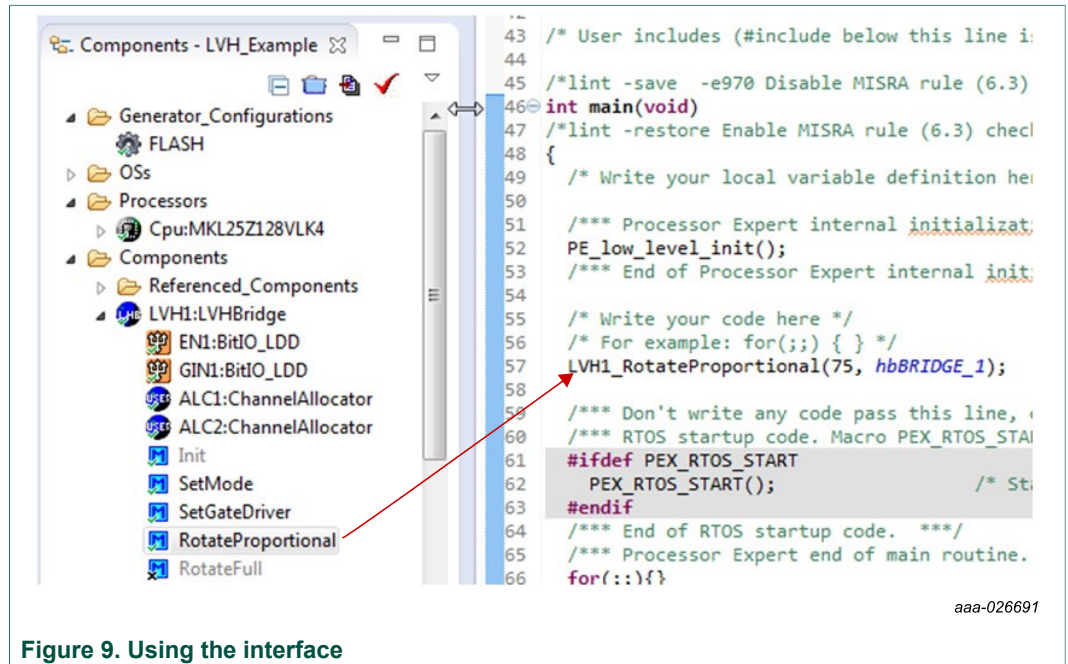 Components - LVH_Example
Generator_Configurations
FLASH
OSs
Processors
Cpu:MKL25Z128VLK4
Components
Referenced_Components
LVH1:LVHBridge
EN1:BitIO_LDD
GIN1:BitIO_LDD
ALC1:ChannelAllocator
ALC2:ChannelAllocator
Init
SetMode
SetGateDriver
RotateProportional
RotateFull
43 /* User includes (#include below this line is
44
45 /*lint -save  -e970 Disable MISRA rule (6.3)
46 int main(void)
47 /*lint -restore Enable MISRA rule (6.3)
48 {
49 /* Write your local variable definition
50
51 /*** Processor Expert internal
52 PE_low_level_init();
53 /*** End of Processor Expert internal
54
55 /* Write your code here */
56 /* For example: for(;;) { } */
57 LVH1_RotateProportional(75, hbBRIDGE_1);
58
59 /*** Don't write any code pass this line,
60 /*** RTOS startup code. Macro
61 #ifdef PEX_RTOS_START
62 PEX_RTOS_START(); /*
63 #endif
64 /*** End of RTOS startup code.  ***/
65 /*** Processor Expert end of main routine.
66 for(;;){}
aaa-026691
Figure 9. Using the interface